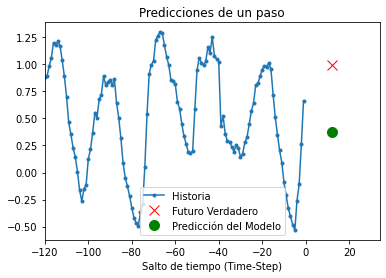 Predicciones de un paso
1.25
1.00
0.75
0.50
0.25
0.00
−0.25
−0.50
Historia
Futuro Verdadero
Predicción del Modelo
−120 −100 −80 −60 −40 −20 0 20
Salto de tiempo (Time-Step)